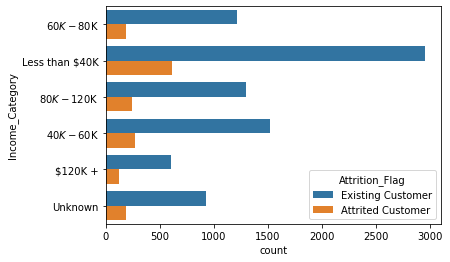 Income_Category
60K − 80K
Less than $40K
80K − 120K
40K − 60K
$120K +
Unknown
0 500 1000 1500 2000 2500 3000
count
Attrition_Flag
Existing Customer
Attrited Customer